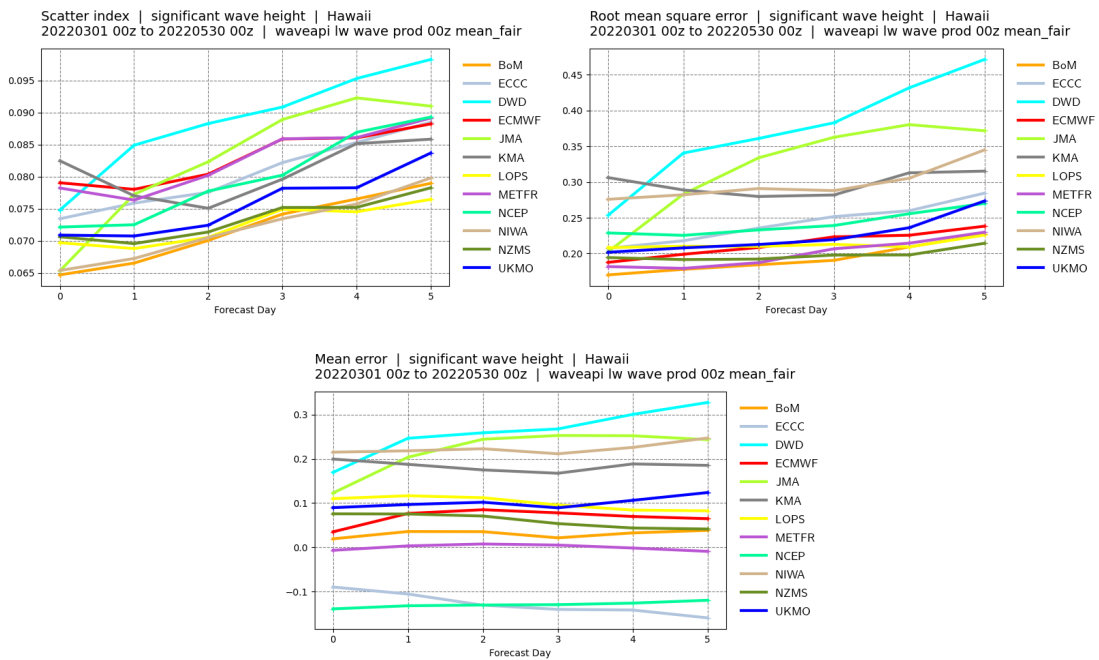 Scatter index | significant wave height | Hawaii
20220301 00z to 20220530 00z | waveapi lw wave prod 00z mean_fair
0.095
0.090
0.085
0.080
0.075
0.070
0.065
0 1 2 3 4 5
Forecast Day
BoM
ECCC
DWD
ECMWF
JMA
KMA
LOPS
METFR
NCEP
NIWA
NZMS
UKMO
Root mean square error | significant wave height | Hawaii
20220301 00z to 20220530 00z | waveapi lw wave prod 00z mean_fair
0.45
0.40
0.35
0.30
0.25
0.20
0 1 2 3 4 5
Forecast Day
BoM
ECCC
DWD
ECMWF
JMA
KMA
LOPS
METFR
NCEP
NIWA
NZMS
UKMO
Mean error | significant wave height | Hawaii
20220301 00z to 20220530 00z | waveapi lw wave prod 00z mean_fair
0.3
0.2
0.1
0.0
−0.1
0 1 2 3 4 5
Forecast Day
BoM
ECCC
DWD
ECMWF
JMA
KMA
LOPS
METFR
NCEP
NIWA
NZMS
UKMO